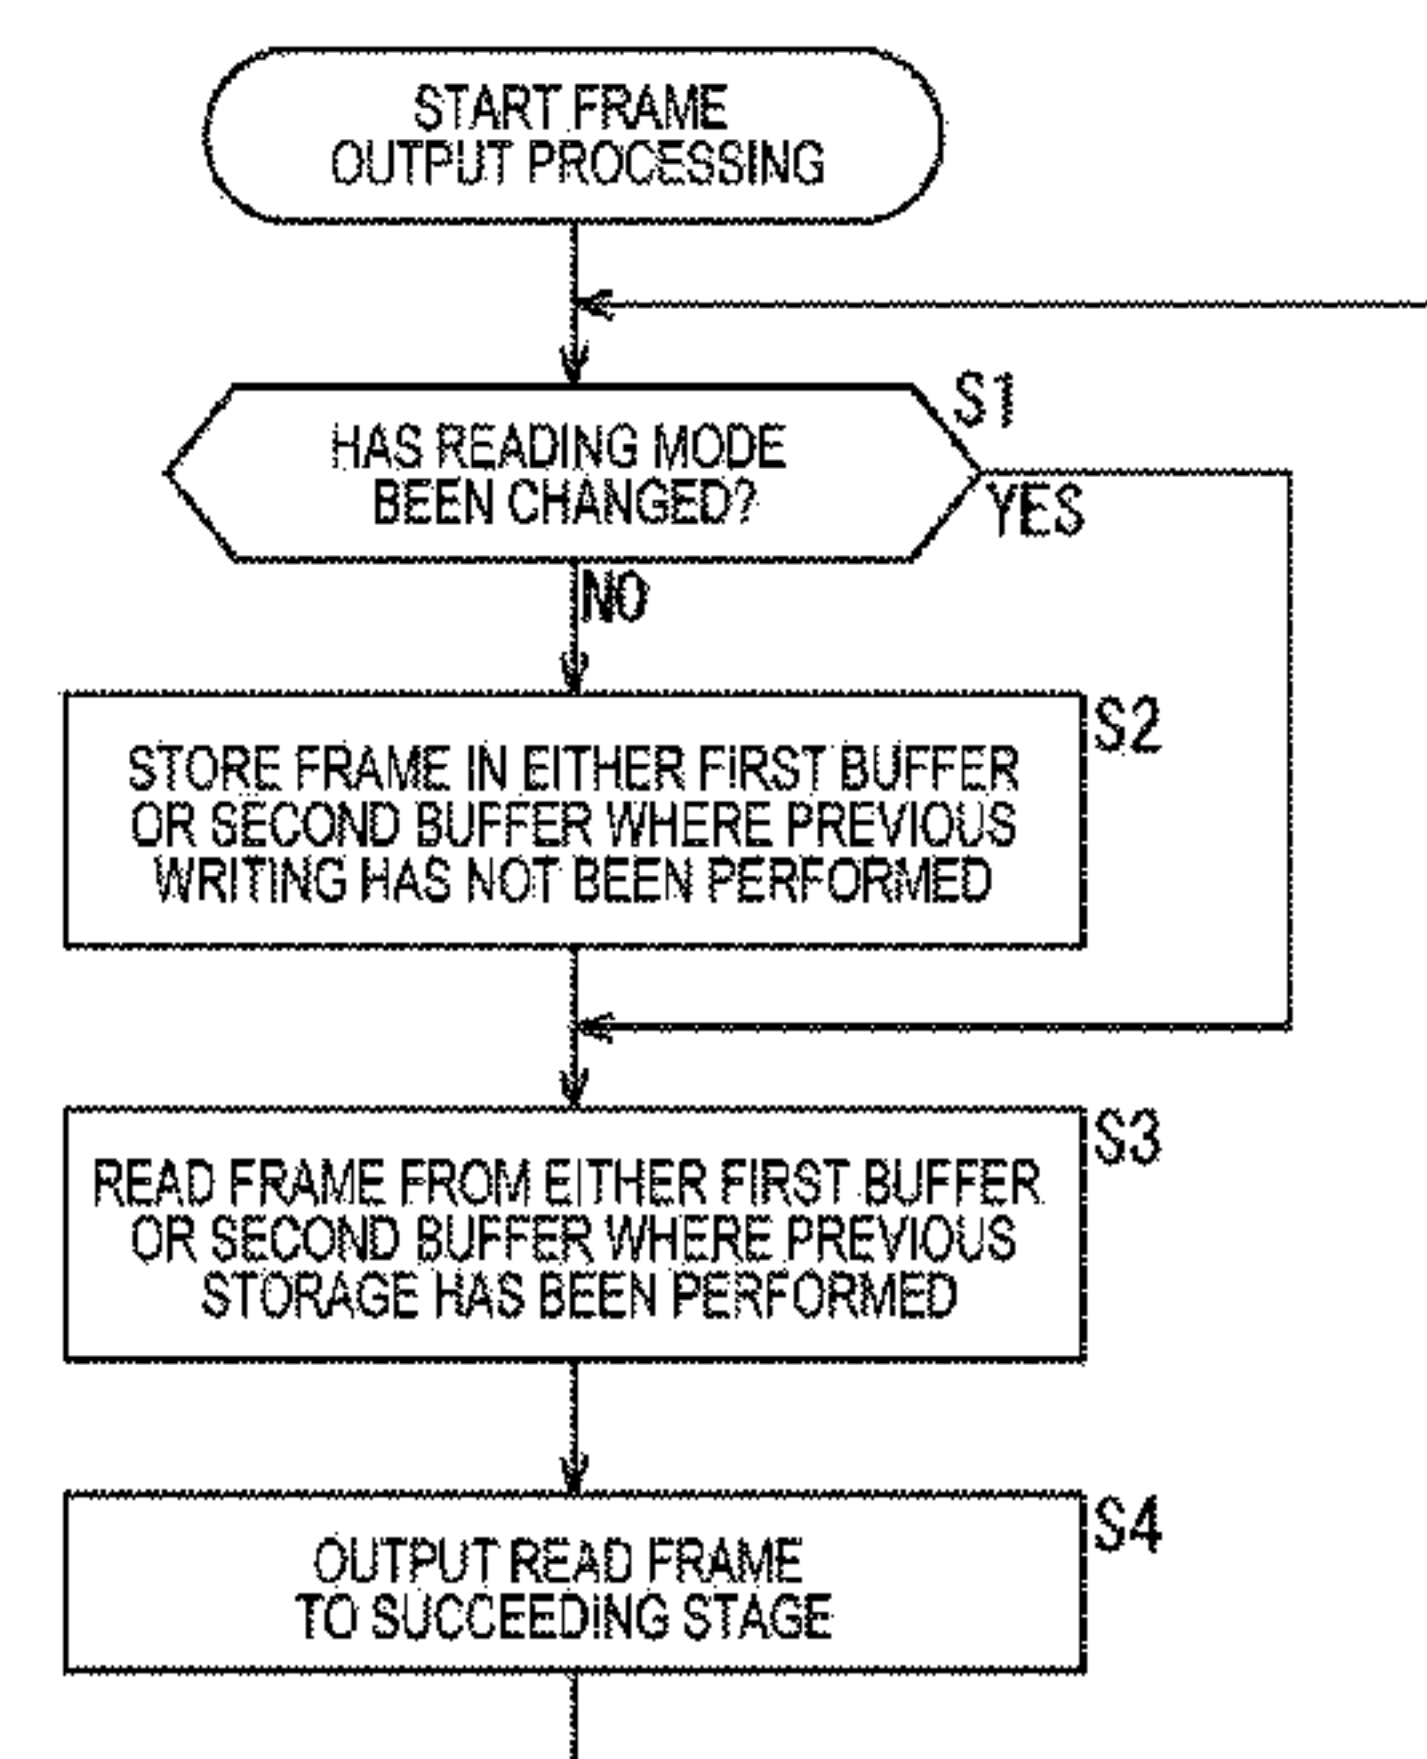 START FRAME
OUTPUT PROCESSING
S1
HAS READING MODE
BEEN CHANGED?
YES
NO
S2
STORE FRAME IN EITHER FIRST BUFFER
OR SECOND BUFFER WHERE PREVIOUS
WRITING HAS NOT BEEN PERFORMED
S3
READ FRAME FROM EITHER FIRST BUFFER
OR SECOND BUFFER WHERE PREVIOUS
STORAGE HAS BEEN PERFORMED
S4
OUTPUT READ FRAME
TO SUCCEEDING STAGE